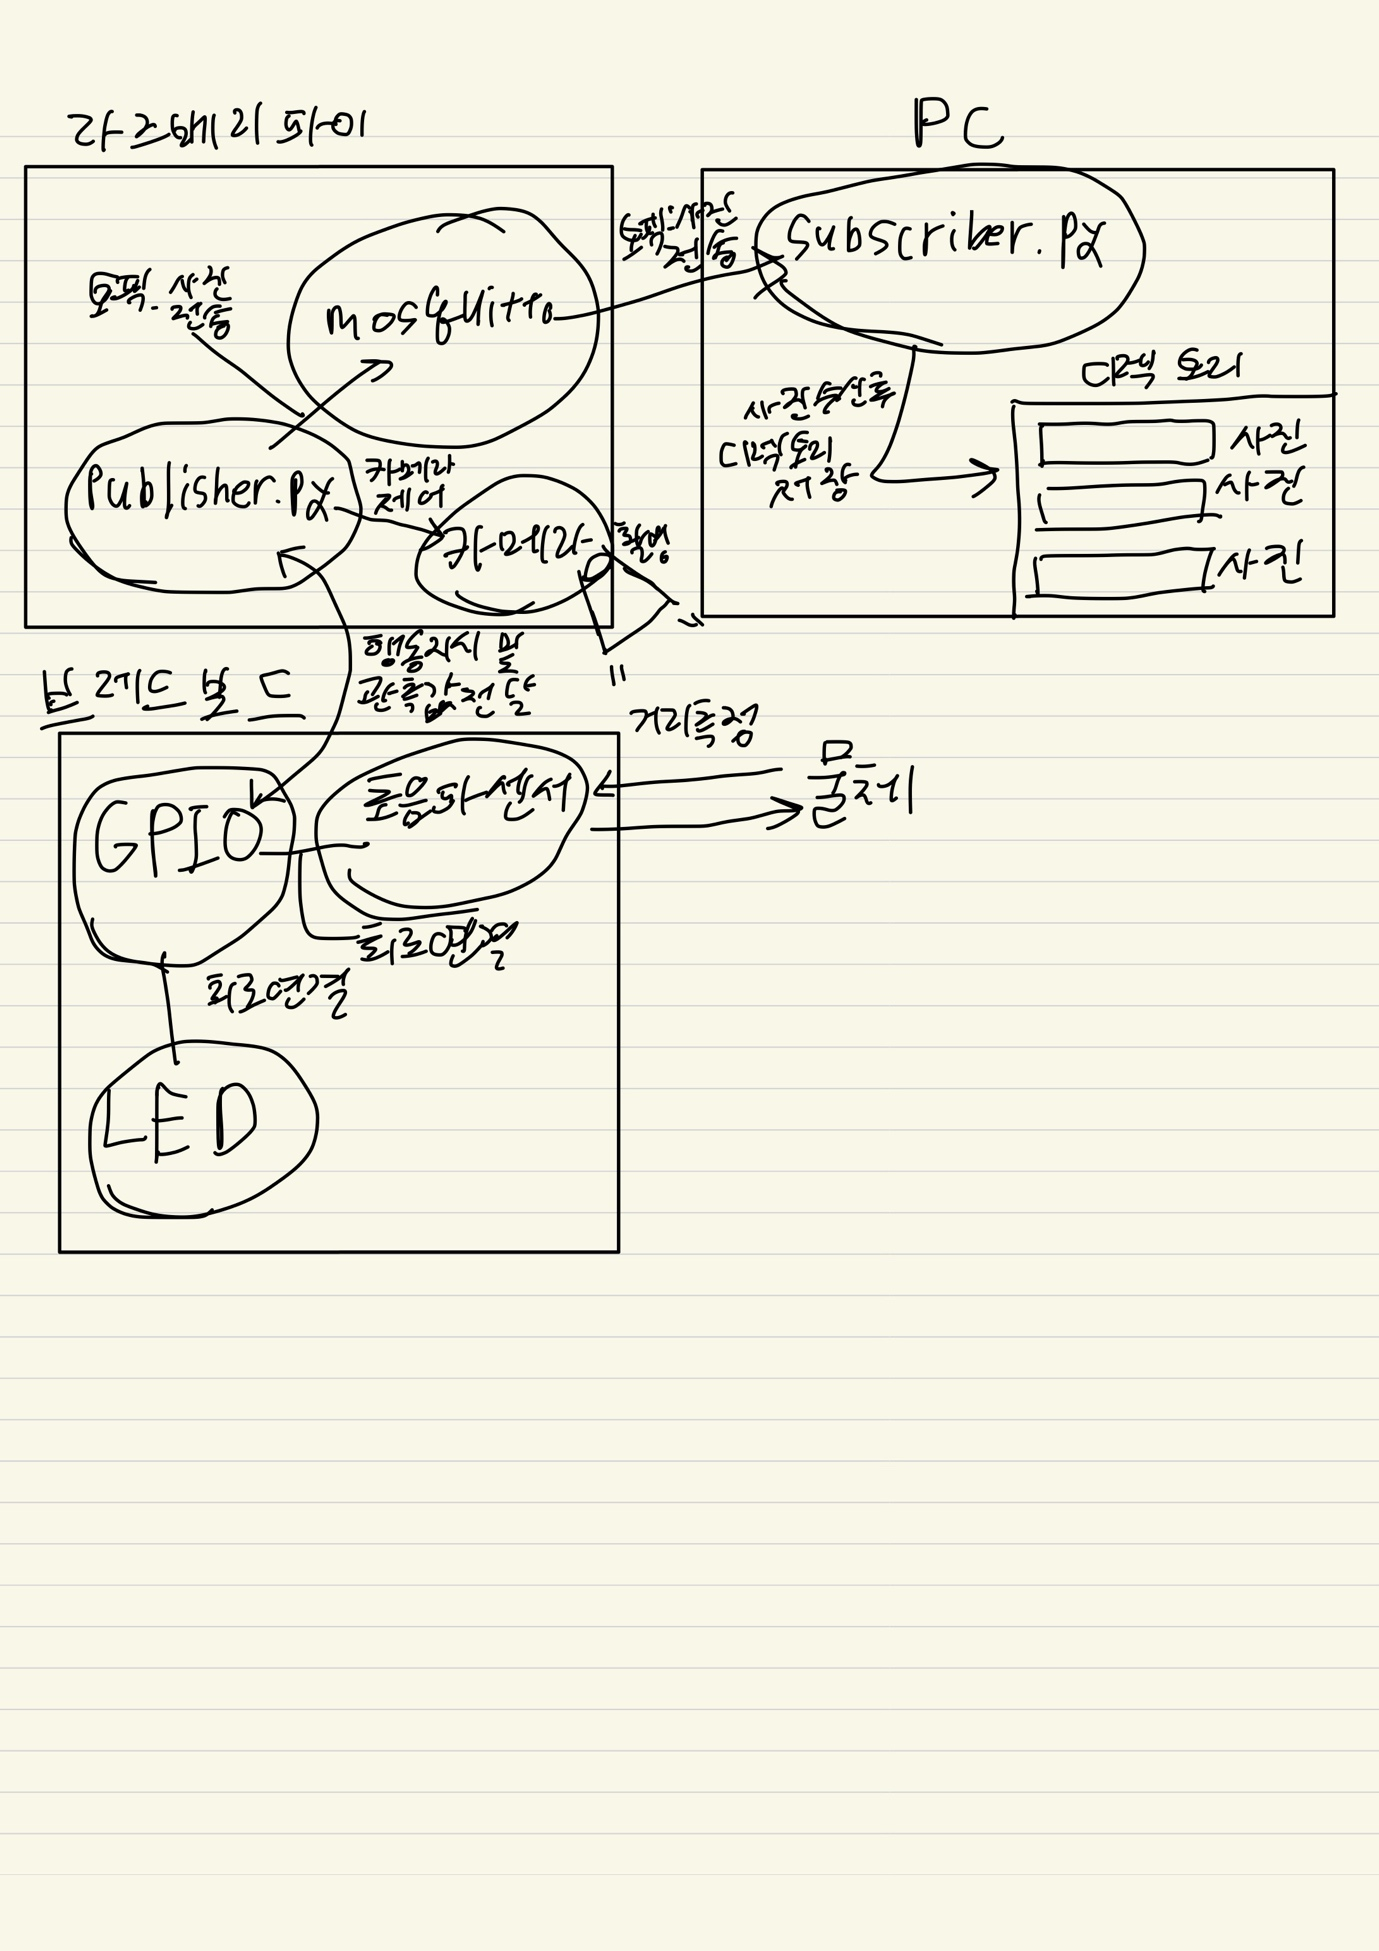 라즈베리파이
PC
토픽:사진
전송
subscriber.py
토픽:사진
전송
mosquitto
디렉토리
사진수신후
디렉토리
저장
사진
사진
사진
카메라
제어
publisher.py
카메라
촬영
행동지시 및
관측값전달
브레드보드
거리측정
초음파센서
물체
GPIO
회로연결
회로연결
LED